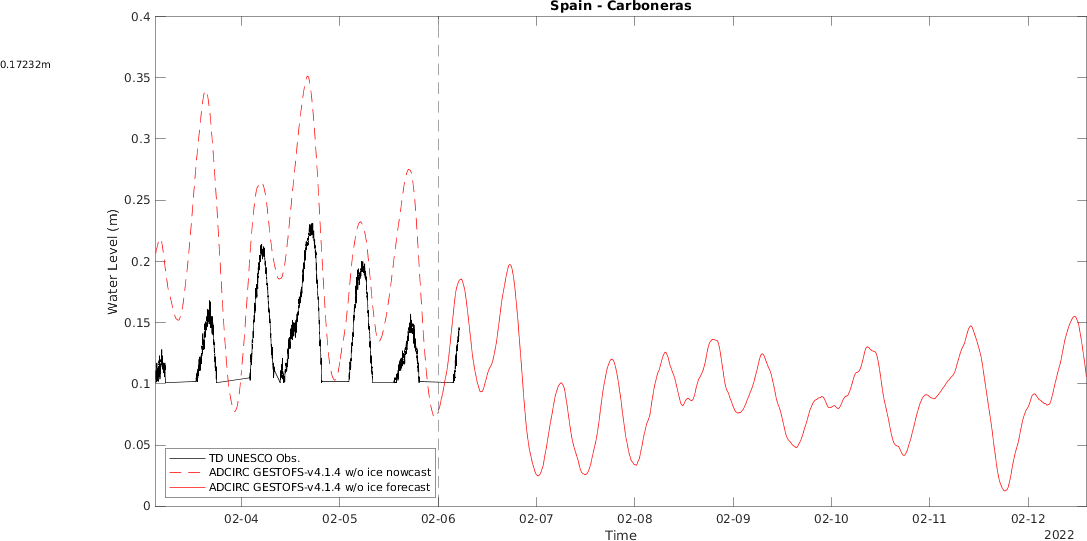 Spain - Carboneras
0.17232m
0.4
0.35
0.3
0.25
0.2
0.15
0.1
0.05
0
Water Level (m)
TD UNESCO Obs.
ADCIRC GESTOFS-v4.1.4 w/o ice nowcast
ADCIRC GESTOFS-v4.1.4 w/o ice forecast
02-04 02-05 02-06 02-07 02-08 02-09 02-10 02-11 02-12
Time
2022